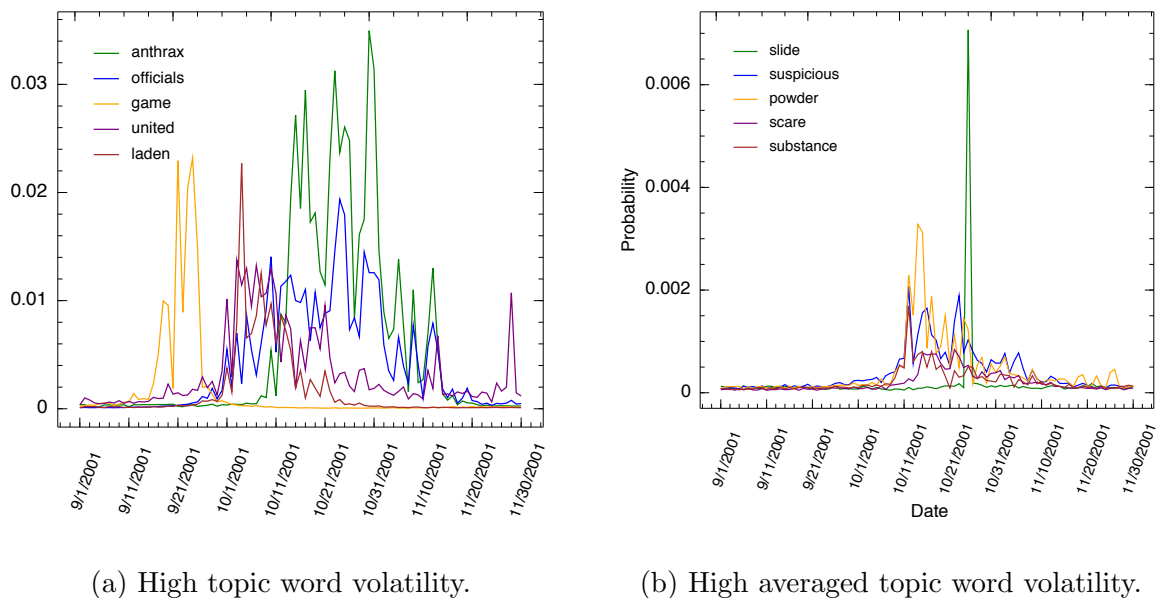 anthrax
officials
game
united
laden
0.03
0.02
0.01
0
9/1/2001
9/11/2001
9/21/2001
10/1/2001
10/11/2001
10/21/2001
10/31/2001
11/10/2001
11/20/2001
11/30/2001
(a) High topic word volatility.
slide
suspicious
powder
scare
substance
Probability
0.006
0.004
0.002
0
9/1/2001
9/11/2001
9/21/2001
10/1/2001
10/11/2001
10/21/2001
10/31/2001
11/10/2001
11/20/2001
11/30/2001
Date
(b) High averaged topic word volatility.